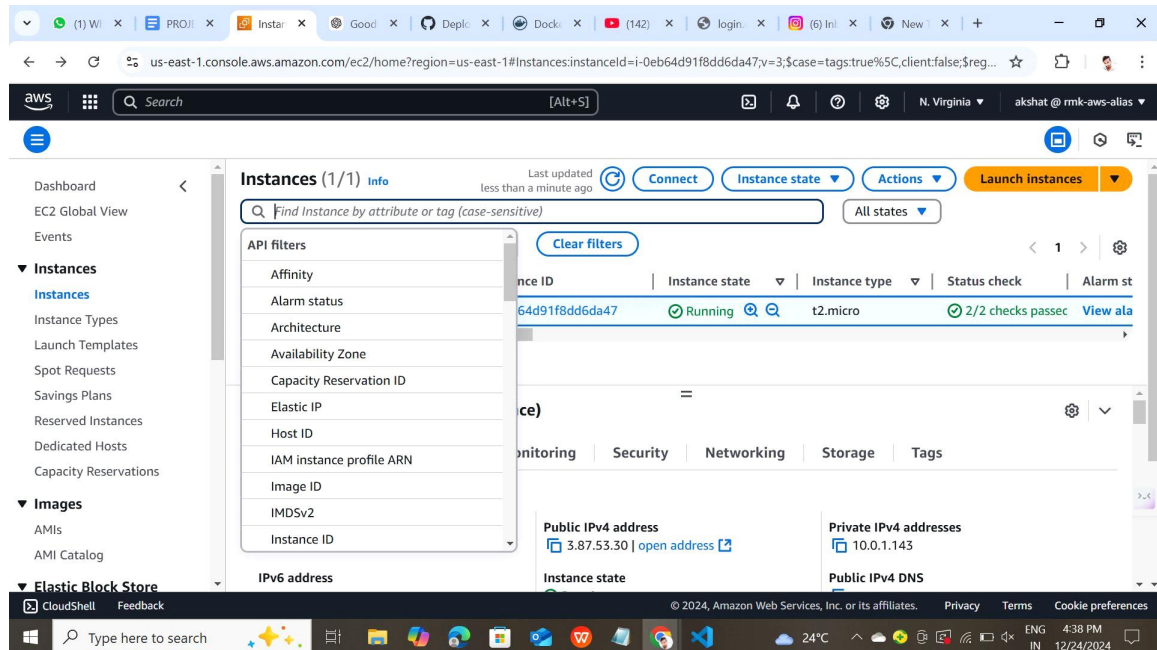 (1) Wh
PROJE
Instan
Good
Deplo
Docke
(142)
login.
(6) Inb
New T
us-east-1.console.aws.amazon.com/ec2/home?region=us-east-1#Instances:instanceId=i-0eb64d91f8dd6da47;v=3;$case=tags:true%5C,client:false;$reg...
aws
Search
[Alt+S]
N. Virginia
akshat @ rmk-aws-alias
Dashboard
EC2 Global View
Events
Instances
Instances
Instance Types
Launch Templates
Spot Requests
Savings Plans
Reserved Instances
Dedicated Hosts
Capacity Reservations
Images
AMIs
AMI Catalog
Elastic Block Store
Instances (1/1) Info
Last updated
less than a minute ago
Connect
Instance state
Actions
Launch instances
Find Instance by attribute or tag (case-sensitive)
All states
API filters
Affinity
Alarm status
Architecture
Availability Zone
Capacity Reservation ID
Elastic IP
Host ID
IAM instance profile ARN
Image ID
IMDSv2
Instance ID
Clear filters
1
nce ID
Instance state
Instance type
Status check
Alarm st
64d91f8dd6da47
Running
t2.micro
2/2 checks passec
View ala
ce)
onitoring
Security
Networking
Storage
Tags
Public IPv4 address
3.87.53.30 | open address
Private IPv4 addresses
10.0.1.143
IPv6 address
Instance state
Public IPv4 DNS
CloudShell
Feedback
© 2024, Amazon Web Services, Inc. or its affiliates.
Privacy
Terms
Cookie preferences
Type here to search
24°C
ENG
IN
4:38 PM
12/24/2024